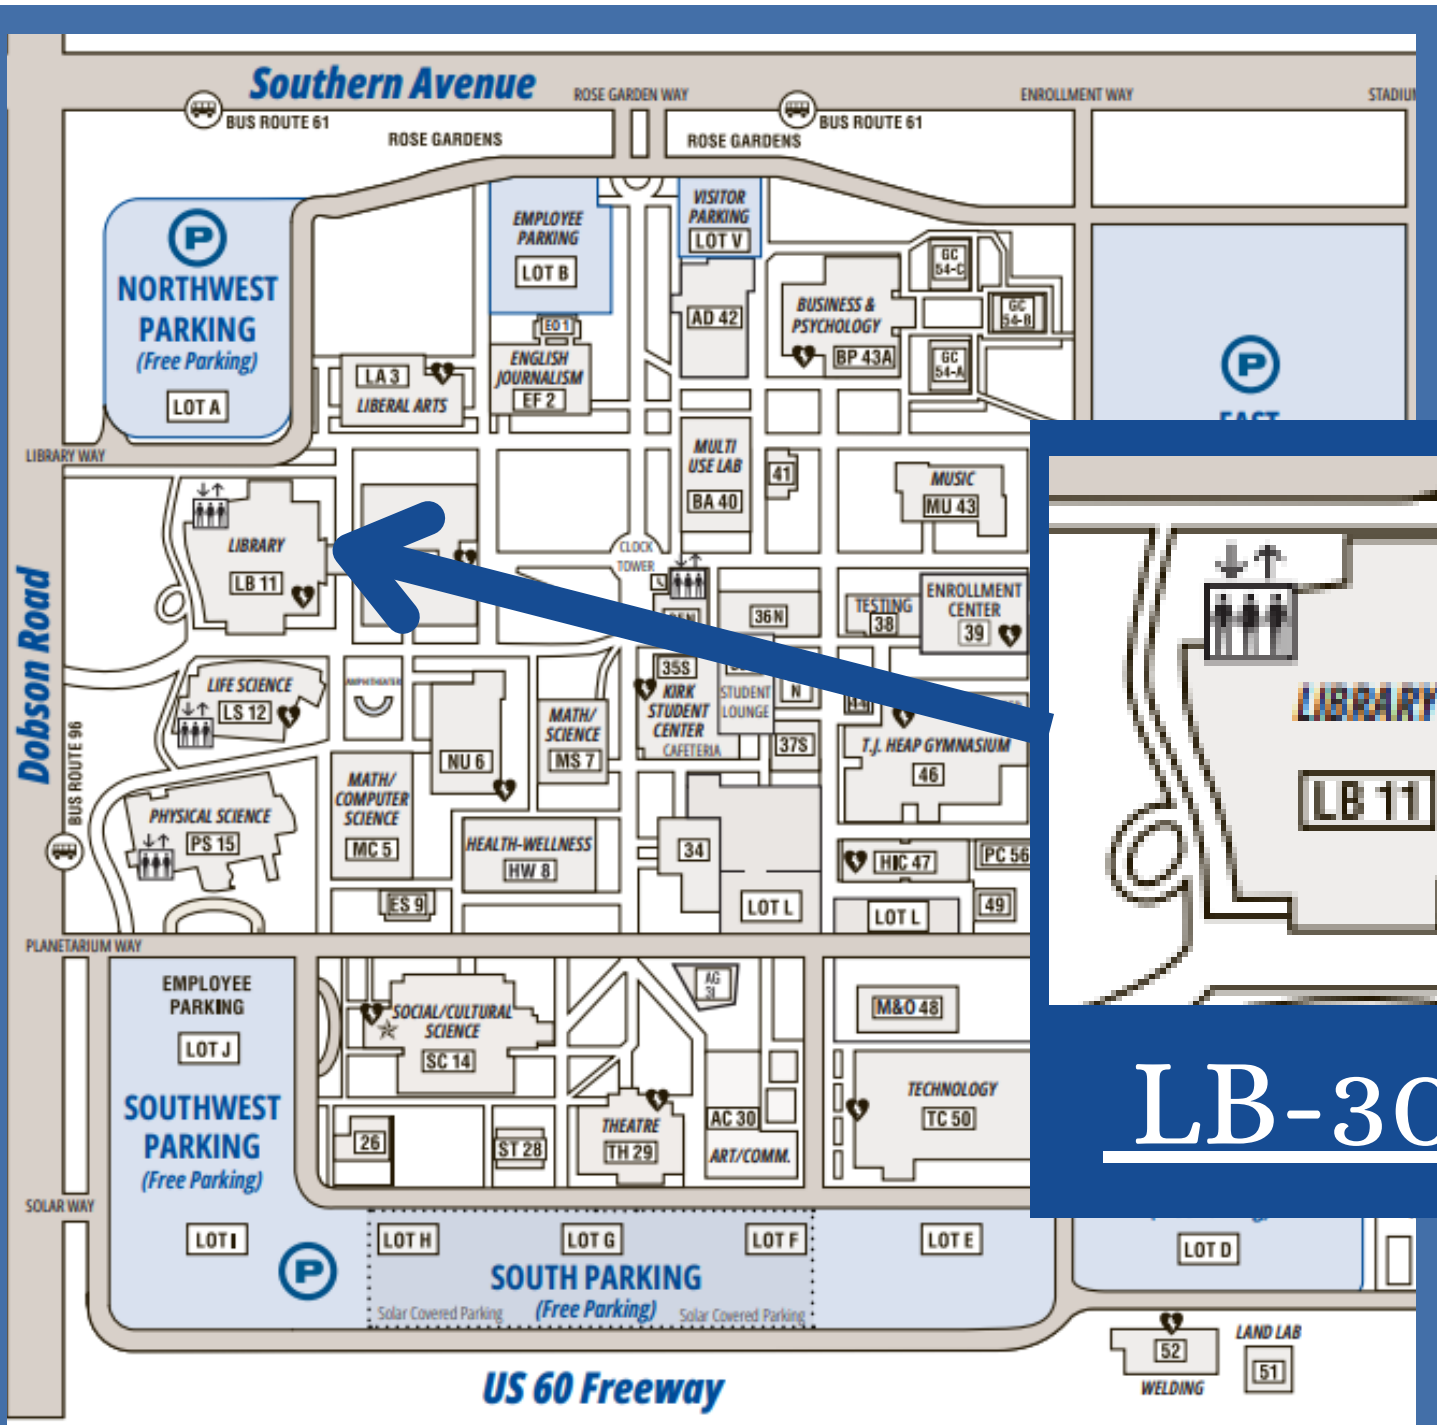 Southern Avenue
ROSE GARDEN WAY
ENROLLMENT WAY
BUS ROUTE 61
BUS ROUTE 61
ROSE GARDENS
ROSE GARDENS
P
NORTHWEST
PARKING
(Free Parking)
LOT A
EMPLOYEE
PARKING
LOT B
VISITOR
PARKING
LOT V
EO 1
ENGLISH
JOURNALISM
EF 2
LA 3
LIBERAL ARTS
AD 42
BUSINESS &
PSYCHOLOGY
BP 43A
GC
54-C
GC
54-B
GC
54-A
P
LIBRARY WAY
MULTI
USE LAB
BA 40
41
MUSIC
MU 43
LIBRARY
LB 11
CLOCK
TOWER
36N
TESTING
38
ENROLLMENT
CENTER
39
Dobson Road
BUS ROUTE 96
LIFE SCIENCE
LS 12
AMPHITHEATER
NU 6
MATH/
SCIENCE
MS 7
35S
KIRK
STUDENT
CENTER
CAFETERIA
STUDENT
LOUNGE
N
37S
44
T.J. HEAP GYMNASIUM
46
PHYSICAL SCIENCE
PS 15
MATH/
COMPUTER
SCIENCE
MC 5
HEALTH-WELLNESS
HW 8
ES 9
34
LOT L
HIC 47
PC 56
LOT L
49
PLANETARIUM WAY
EMPLOYEE
PARKING
LOT J
SOUTHWEST
PARKING
(Free Parking)
LOT I
P
SOCIAL/CULTURAL
SCIENCE
SC 14
26
ST 28
THEATRE
TH 29
AG
31
AC 30
ART/COMM.
M&O 48
TECHNOLOGY
TC 50
SOLAR WAY
LOT H
LOT G
LOT F
LOT E
SOUTH PARKING
(Free Parking)
Solar Covered Parking
Solar Covered Parking
LOT D
US 60 Freeway
52
WELDING
LAND LAB
51
LIBRARY
LB 11
LB-30